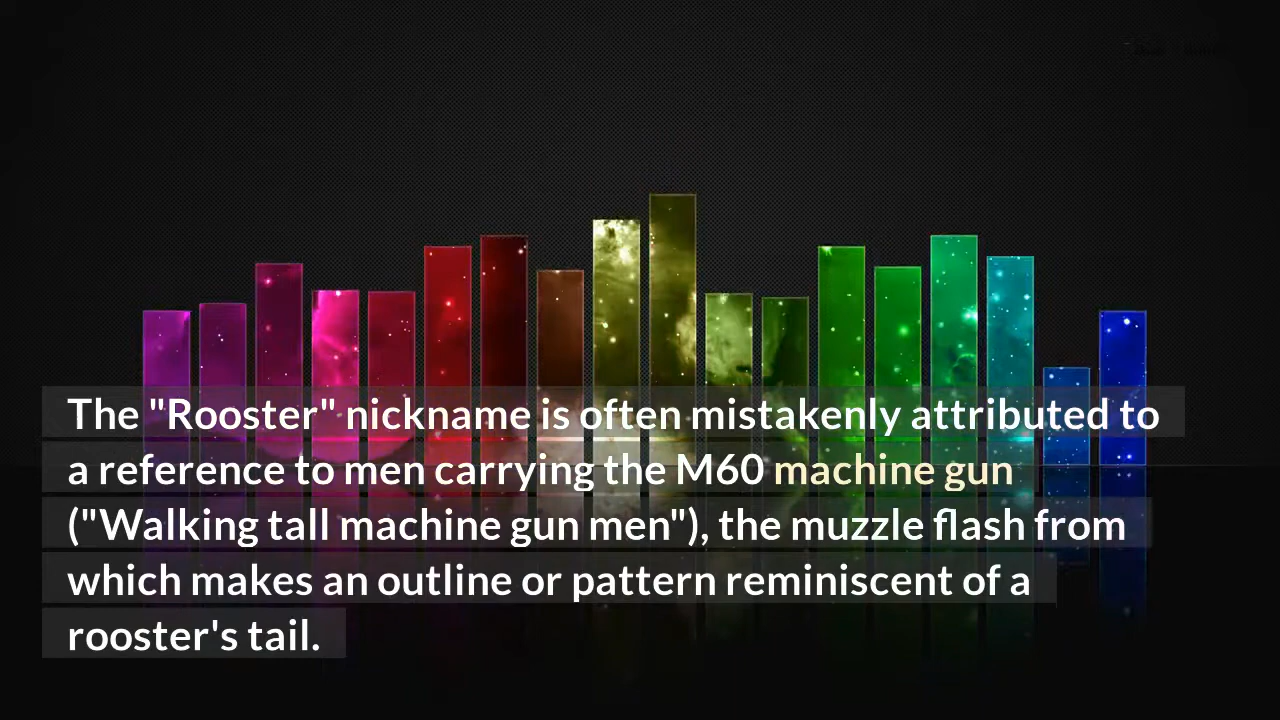 The "Rooster" nickname is often mistakenly attributed to
a reference to men carrying the M60 machine gun
("Walking tall machine gun men"), the muzzle flash from
which makes an outline or pattern reminiscent of a
rooster's tail.